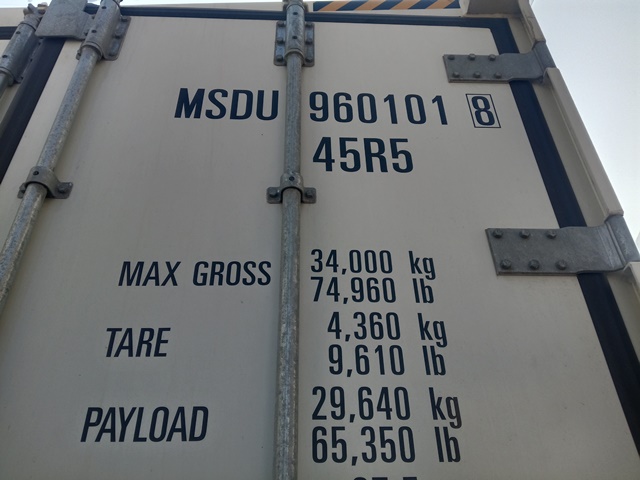 MSDU 960101 8
45R5
MAX GROSS 34,000 kg
74,960 lb
TARE 4,360 kg
9,610 lb
PAYLOAD 29,640 kg
65,350 lb